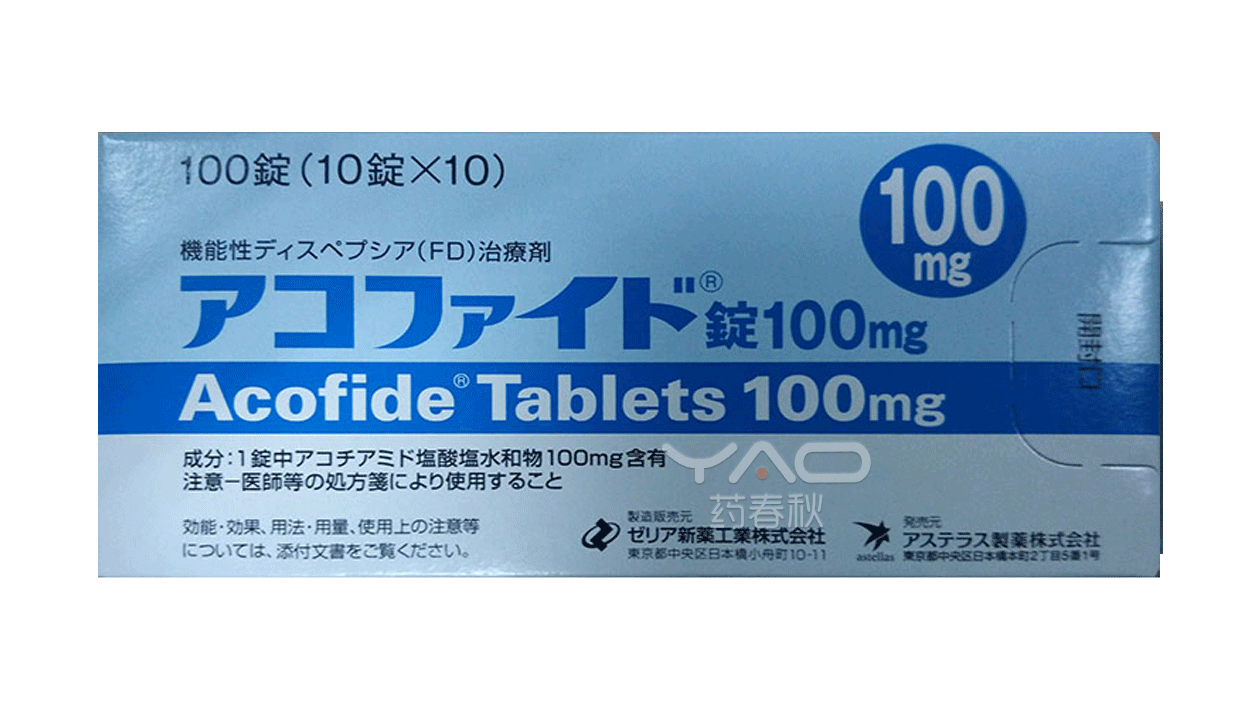 100錠(10錠×10)
100
mg
機能性ディスペプシア(FD)治療剤
アコファイド®錠100mg
開封口
Acofide® Tablets 100mg
成分:1錠中アコチアミド塩酸塩水和物100mg含有
注意-医師等の処方箋により使用すること
YAO
药春秋
効能・効果、用法・用量、使用上の注意等
については、添付文書をご覧ください。
製造販売元
ゼリア新薬工業株式会社
東京都中央区日本橋小舟町10-11
astellas
発売元
アステラス製薬株式会社
東京都中央区日本橋本町2丁目5番1号